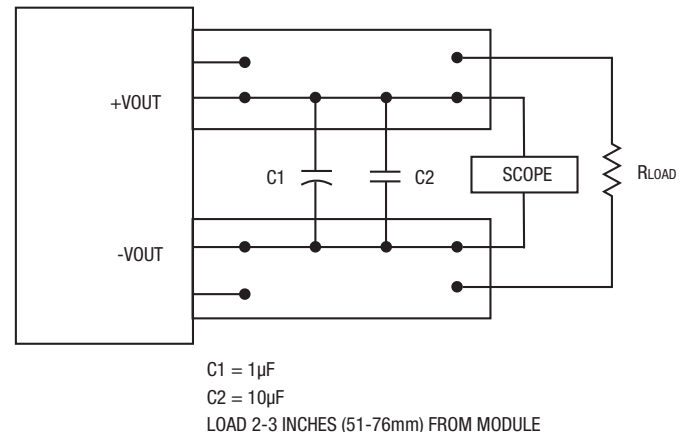 +VOUT
C1
C2
SCOPE
RLOAD
-VOUT
C1 = 1µF
C2 = 10µF
LOAD 2-3 INCHES (51-76mm) FROM MODULE